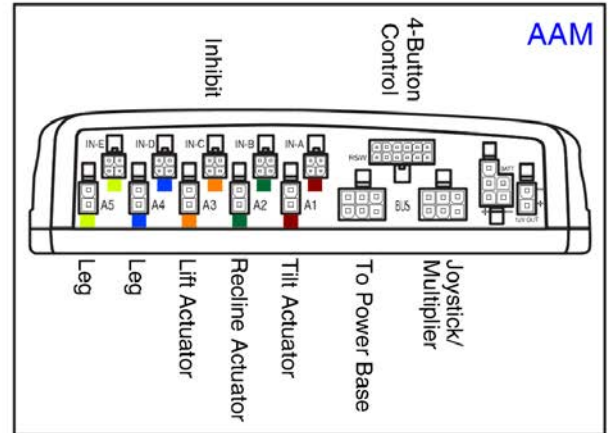 AAM
Inhibit
4-Button
Control
IN-E
IN-D
IN-C
IN-B
IN-A
RSW
BATT
A5
A4
A3
A2
A1
BUS
12V OUT
Leg
Leg
Lift Actuator
Recline Actuator
Tilt Actuator
To Power Base
Joystick/
Multiplier